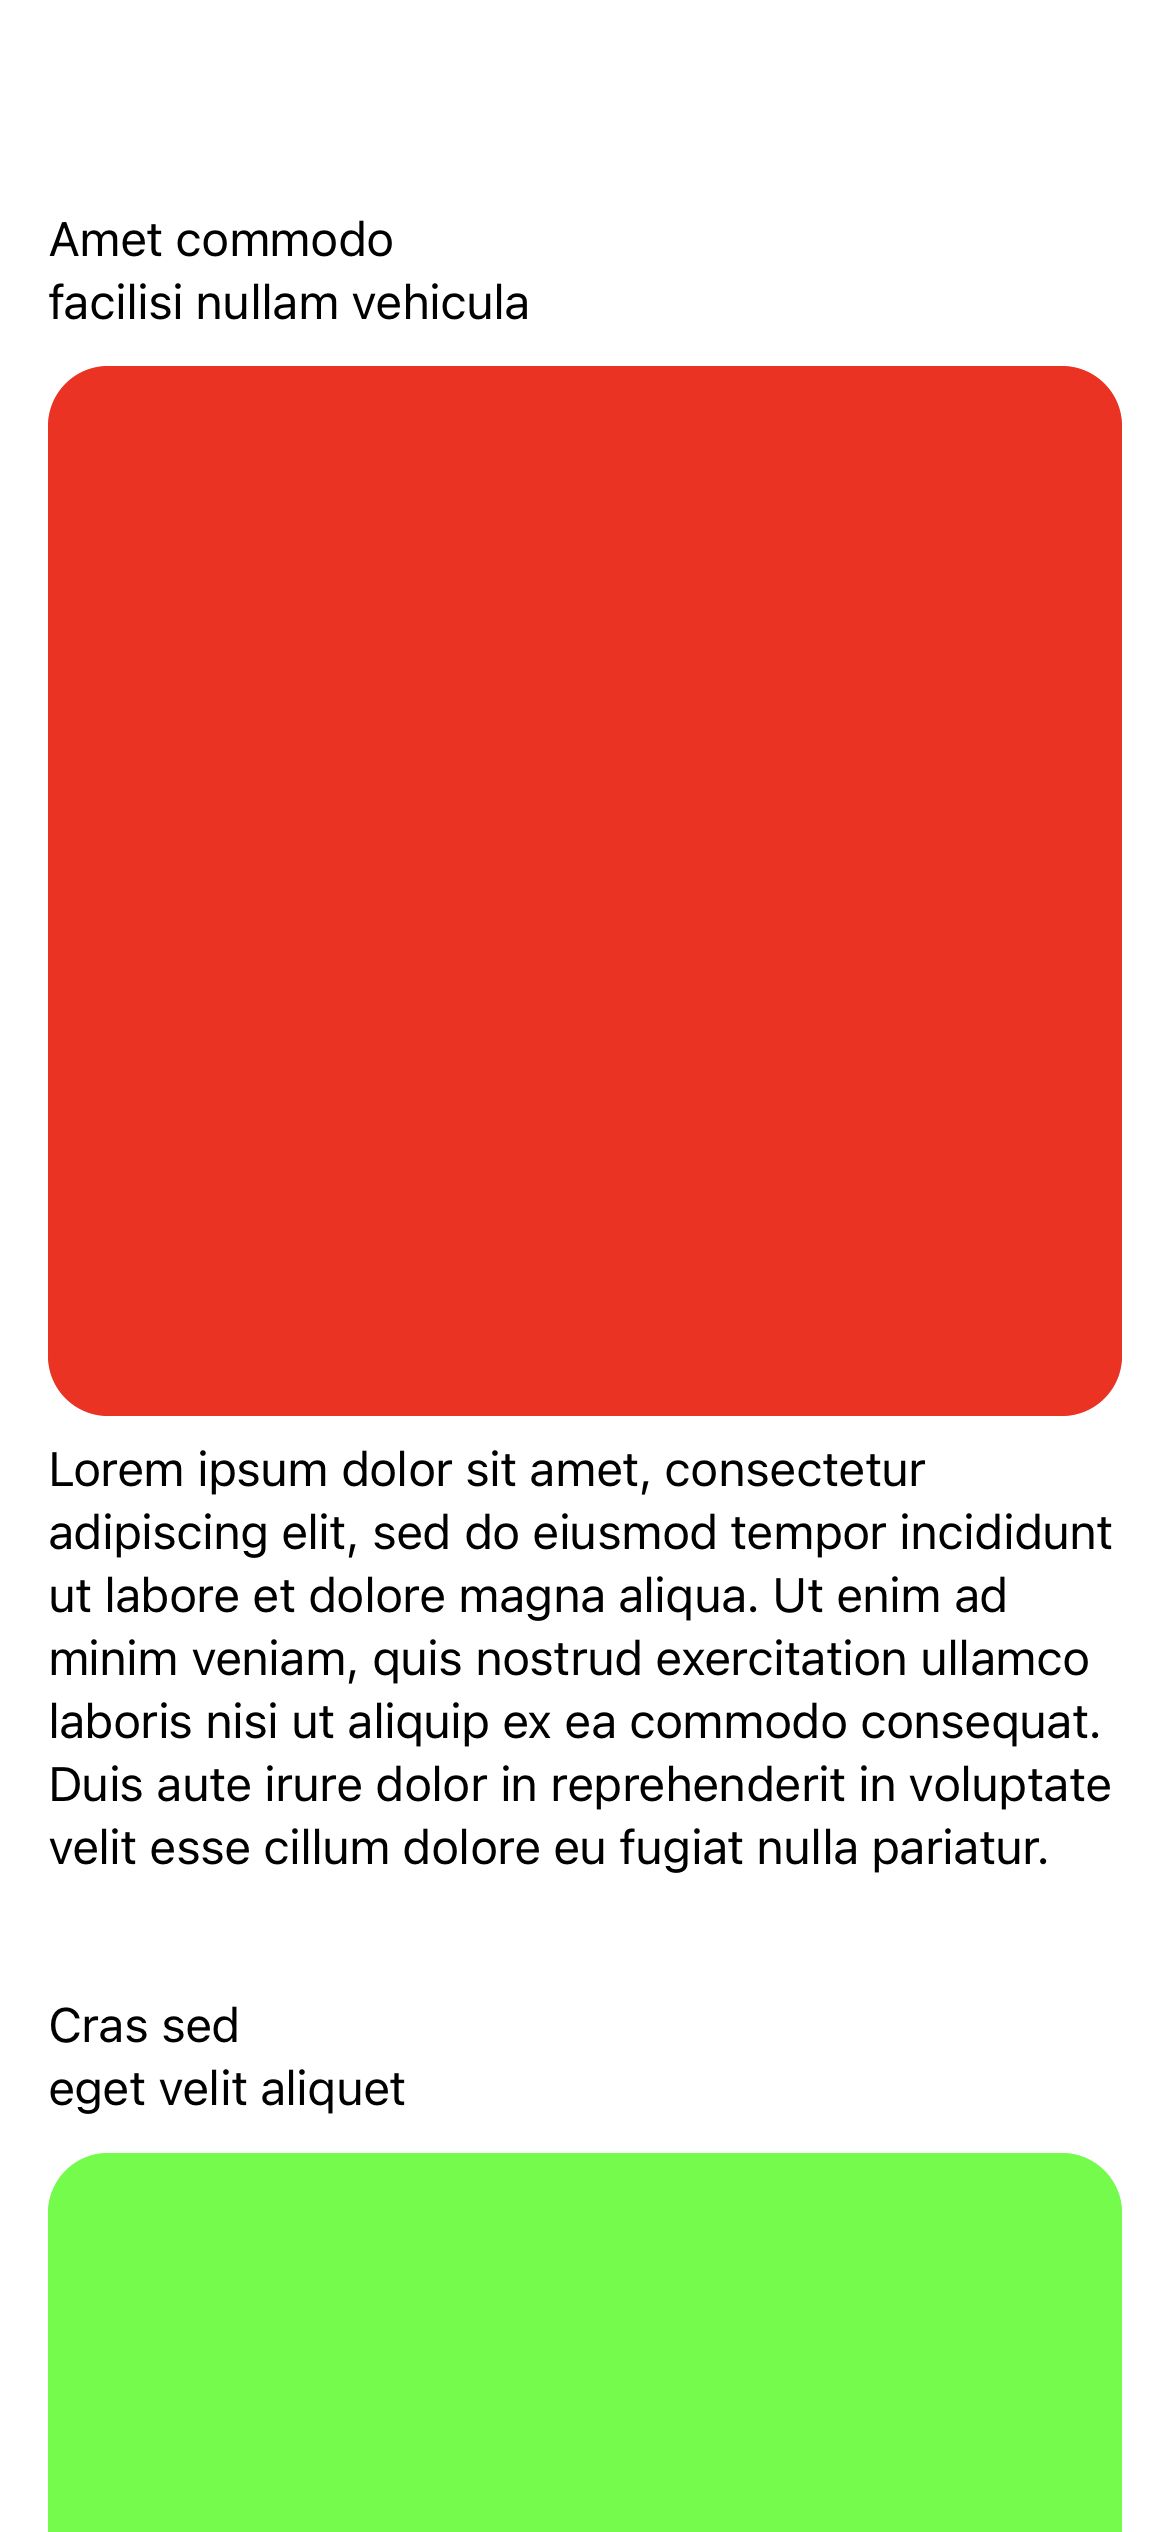 Amet commodo
facilisi nullam vehicula
Lorem ipsum dolor sit amet, consectetur
adipiscing elit, sed do eiusmod tempor incididunt
ut labore et dolore magna aliqua. Ut enim ad
minim veniam, quis nostrud exercitation ullamco
laboris nisi ut aliquip ex ea commodo consequat.
Duis aute irure dolor in reprehenderit in voluptate
velit esse cillum dolore eu fugiat nulla pariatur.
Cras sed
eget velit aliquet